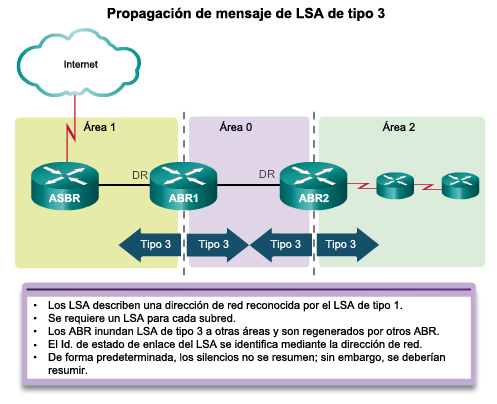 Propagación de mensaje de LSA de tipo 3
Internet
Área 1
Área 0
Área 2
DR
DR
ASBR
ABR1
ABR2
Tipo 3
Tipo 3
Tipo 3
Tipo 3
• Los LSA describen una dirección de red reconocida por el LSA de tipo 1.
• Se requiere un LSA para cada subred.
• Los ABR inundan LSA de tipo 3 a otras áreas y son regenerados por otros ABR.
• El Id. de estado de enlace del LSA se identifica mediante la dirección de red.
• De forma predeterminada, los silencios no se resumen; sin embargo, se deberían
resumir.